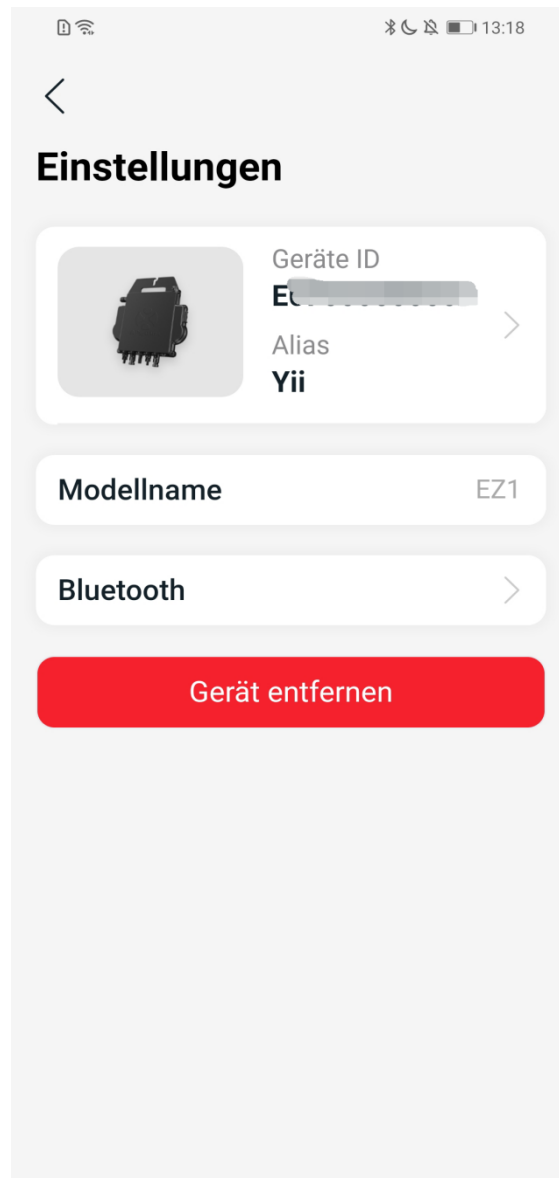 13:18
Einstellungen
Geräte ID
Alias
Yii
Modellname
EZ1
Bluetooth
Gerät entfernen